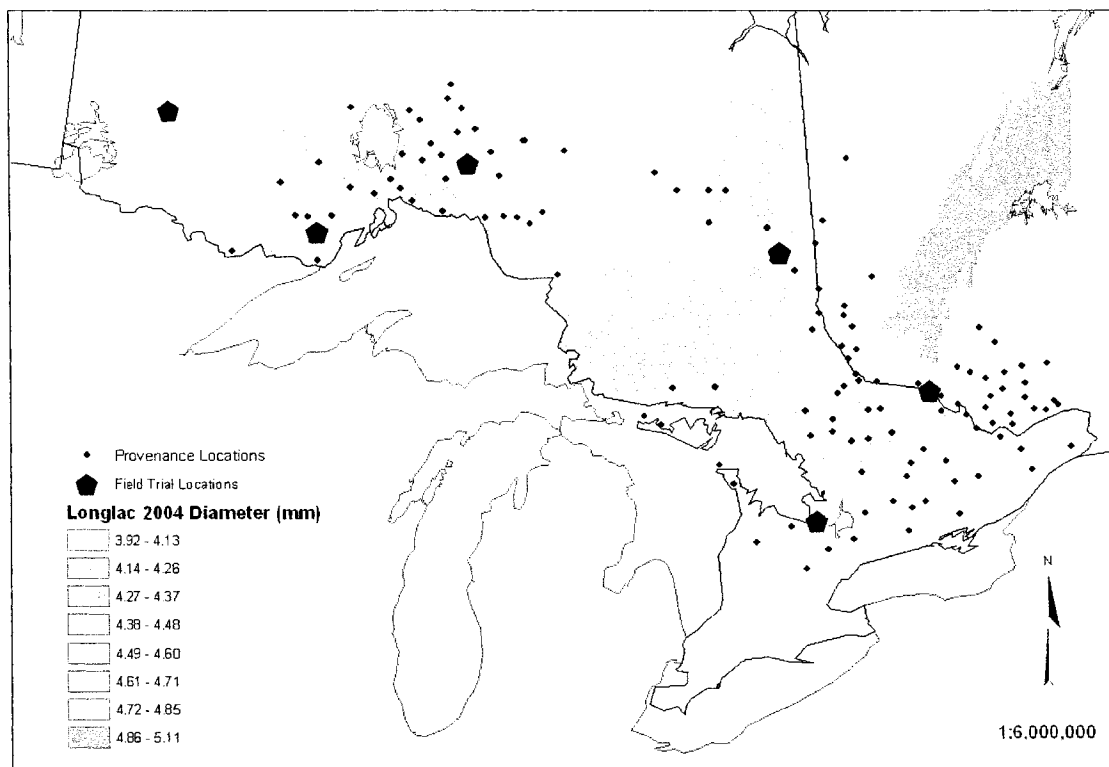 Provenance Locations
Field Trial Locations
Longlac 2004 Diameter (mm)
3.92 - 4.13
4.14 - 4.26
4.27 - 4.37
4.38 - 4.48
4.49 - 4.60
4.61 - 4.71
4.72 - 4.85
4.86 - 5.11
N
1:6,000,000